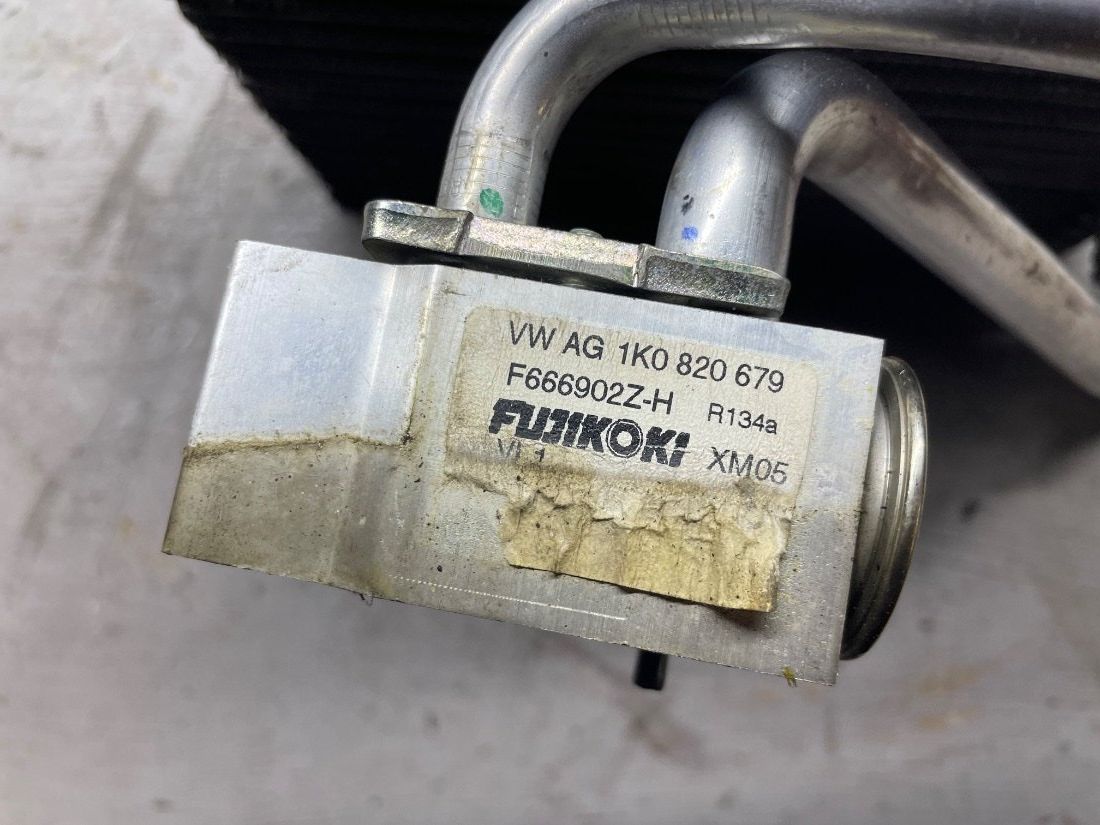 VW AG 1K0 820 679
F666902Z-H R134a
FUJIKOKI XM05